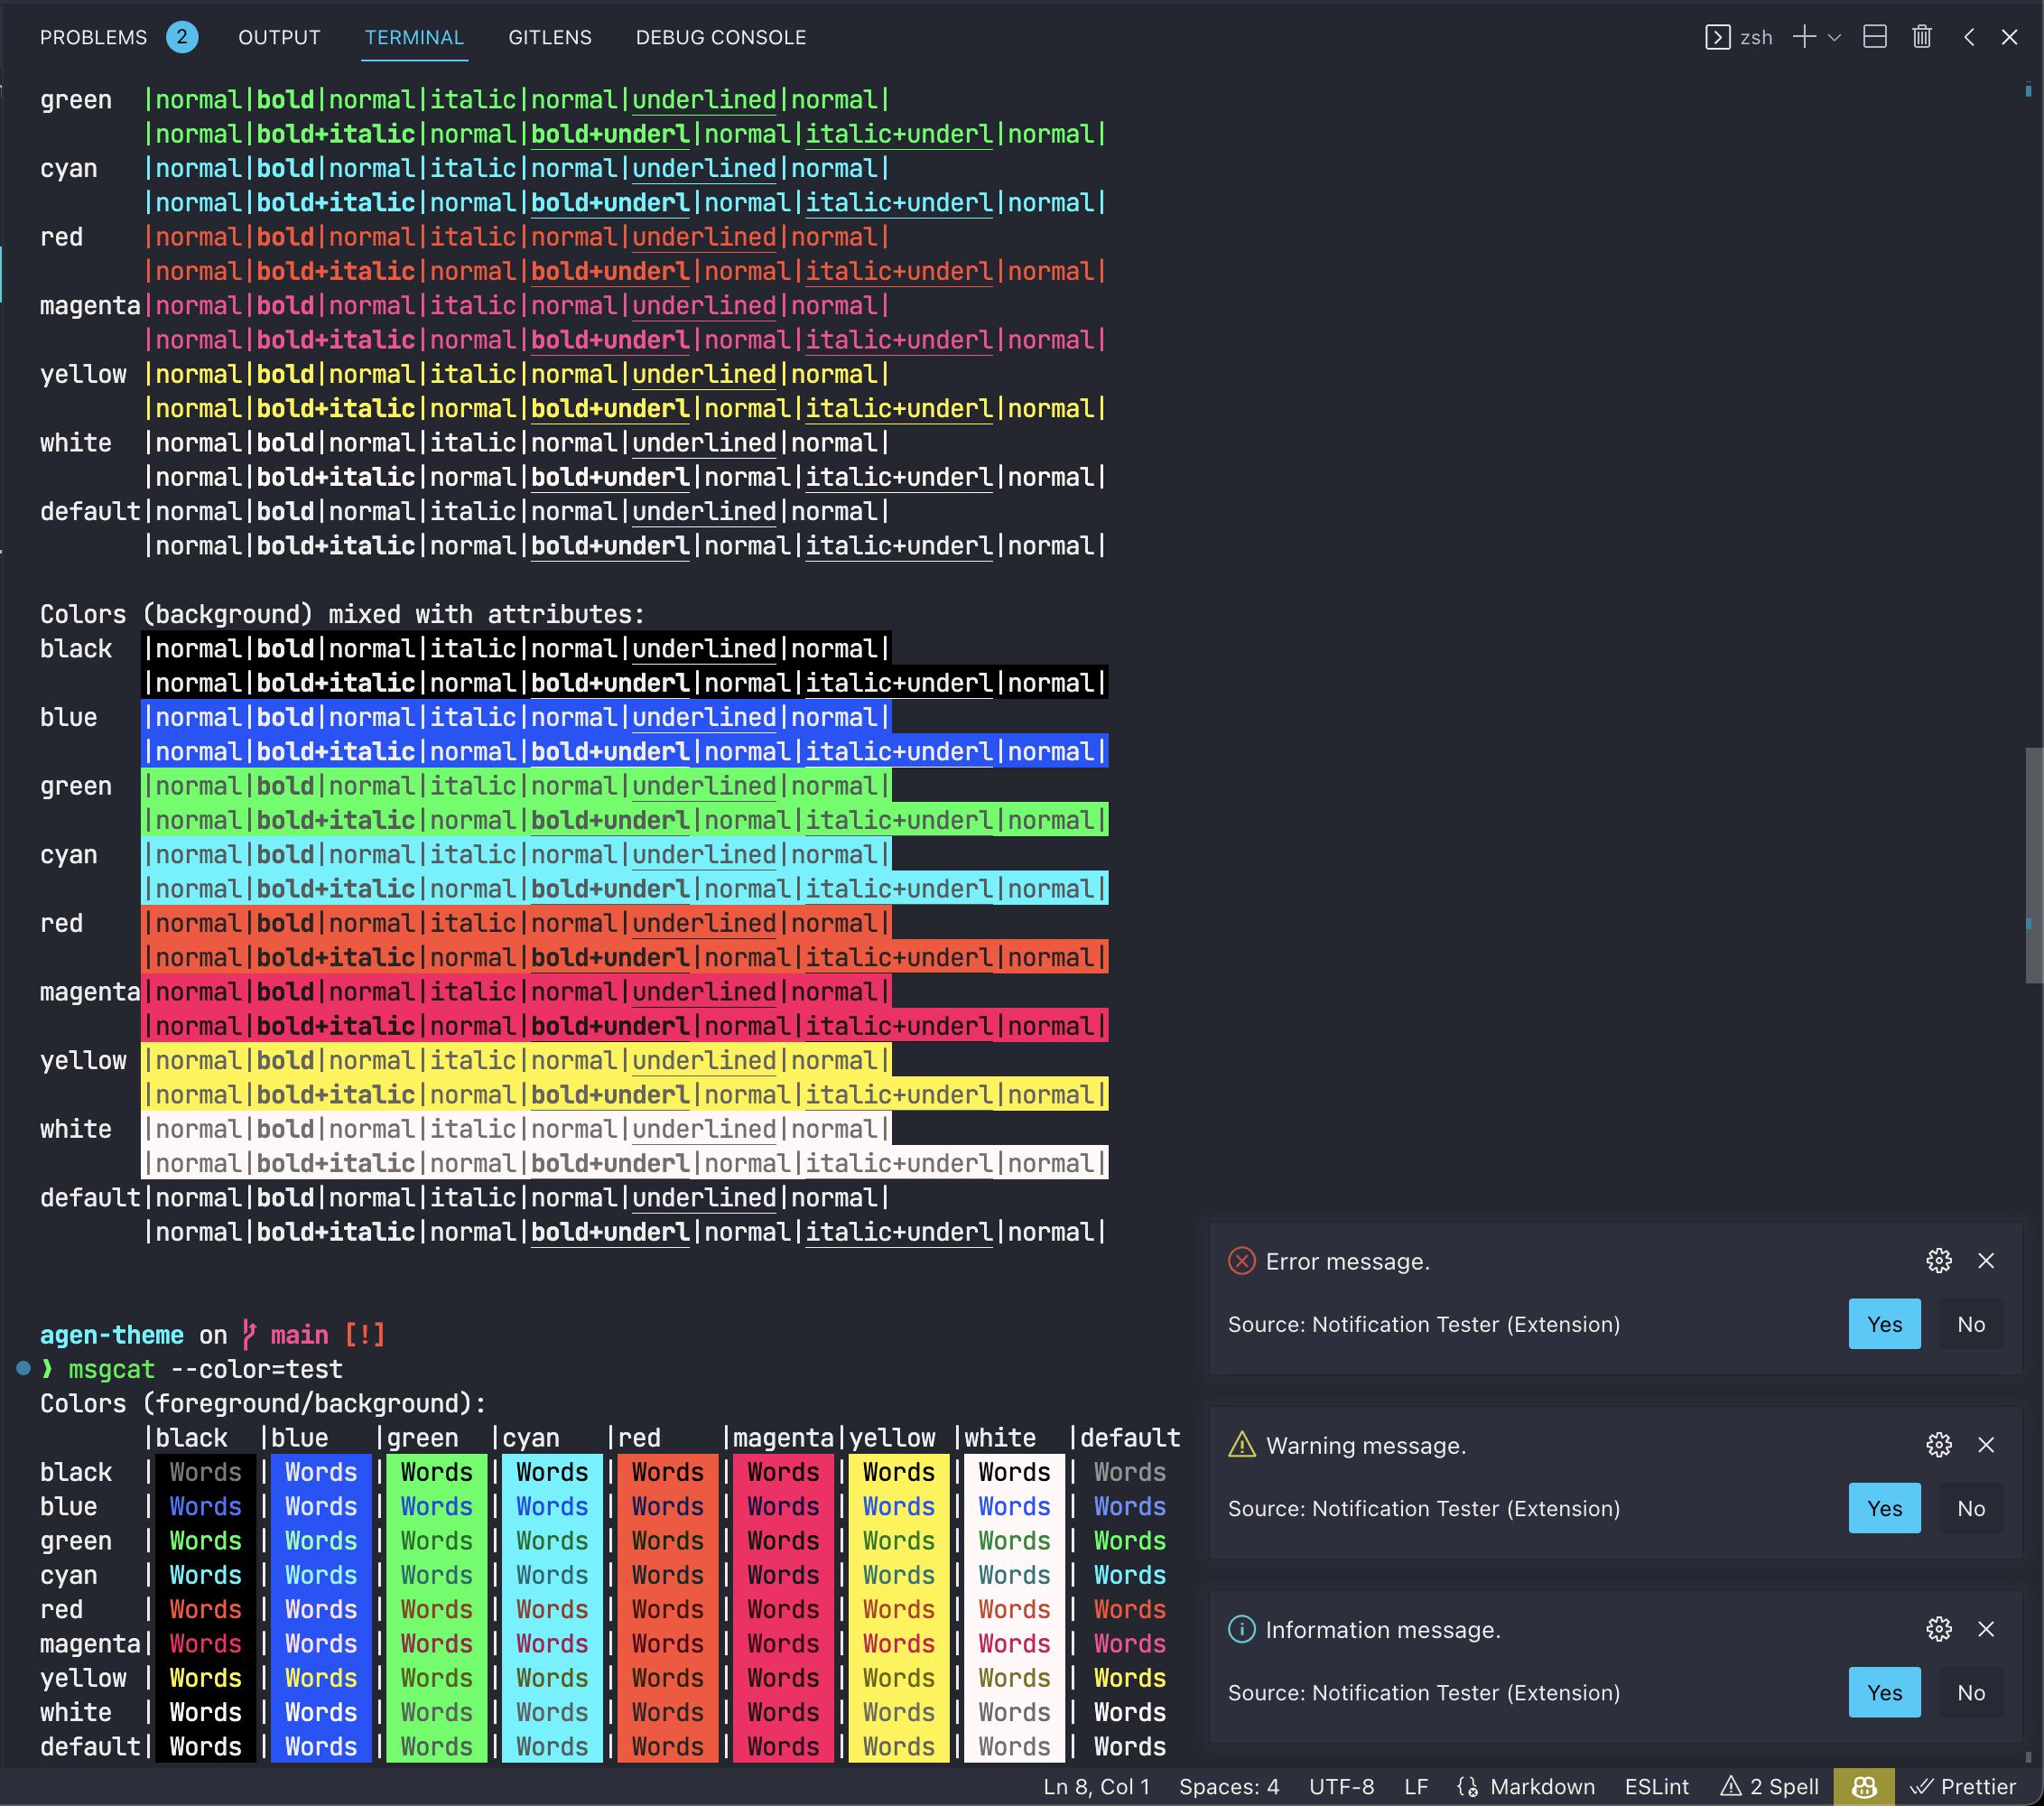 PROBLEMS 2 OUTPUT TERMINAL GITLENS DEBUG CONSOLE zsh
green |normal|bold|normal|italic|normal|underlined|normal|
|normal|bold+italic|normal|bold+underl|normal|italic+underl|normal|
cyan |normal|bold|normal|italic|normal|underlined|normal|
|normal|bold+italic|normal|bold+underl|normal|italic+underl|normal|
red |normal|bold|normal|italic|normal|underlined|normal|
|normal|bold+italic|normal|bold+underl|normal|italic+underl|normal|
magenta|normal|bold|normal|italic|normal|underlined|normal|
|normal|bold+italic|normal|bold+underl|normal|italic+underl|normal|
yellow |normal|bold|normal|italic|normal|underlined|normal|
|normal|bold+italic|normal|bold+underl|normal|italic+underl|normal|
white |normal|bold|normal|italic|normal|underlined|normal|
|normal|bold+italic|normal|bold+underl|normal|italic+underl|normal|
default|normal|bold|normal|italic|normal|underlined|normal|
|normal|bold+italic|normal|bold+underl|normal|italic+underl|normal|
Colors (background) mixed with attributes:
black |normal|bold|normal|italic|normal|underlined|normal|
|normal|bold+italic|normal|bold+underl|normal|italic+underl|normal|
blue |normal|bold|normal|italic|normal|underlined|normal|
|normal|bold+italic|normal|bold+underl|normal|italic+underl|normal|
green |normal|bold|normal|italic|normal|underlined|normal|
|normal|bold+italic|normal|bold+underl|normal|italic+underl|normal|
cyan |normal|bold|normal|italic|normal|underlined|normal|
|normal|bold+italic|normal|bold+underl|normal|italic+underl|normal|
red |normal|bold|normal|italic|normal|underlined|normal|
|normal|bold+italic|normal|bold+underl|normal|italic+underl|normal|
magenta|normal|bold|normal|italic|normal|underlined|normal|
|normal|bold+italic|normal|bold+underl|normal|italic+underl|normal|
yellow |normal|bold|normal|italic|normal|underlined|normal|
|normal|bold+italic|normal|bold+underl|normal|italic+underl|normal|
white |normal|bold|normal|italic|normal|underlined|normal|
|normal|bold+italic|normal|bold+underl|normal|italic+underl|normal|
default|normal|bold|normal|italic|normal|underlined|normal|
|normal|bold+italic|normal|bold+underl|normal|italic+underl|normal|
agen-theme on main [!]
❯ msgcat --color=test
Colors (foreground/background):
|black |blue |green |cyan |red |magenta|yellow |white |default
black | Words | Words | Words | Words | Words | Words | Words | Words | Words
blue | Words | Words | Words | Words | Words | Words | Words | Words | Words
green | Words | Words | Words | Words | Words | Words | Words | Words | Words
cyan | Words | Words | Words | Words | Words | Words | Words | Words | Words
red | Words | Words | Words | Words | Words | Words | Words | Words | Words
magenta| Words | Words | Words | Words | Words | Words | Words | Words | Words
yellow | Words | Words | Words | Words | Words | Words | Words | Words | Words
white | Words | Words | Words | Words | Words | Words | Words | Words | Words
default| Words | Words | Words | Words | Words | Words | Words | Words | Words
Error message.
Source: Notification Tester (Extension) Yes No
Warning message.
Source: Notification Tester (Extension) Yes No
Information message.
Source: Notification Tester (Extension) Yes No
Ln 8, Col 1 Spaces: 4 UTF-8 LF Markdown ESLint 2 Spell Prettier